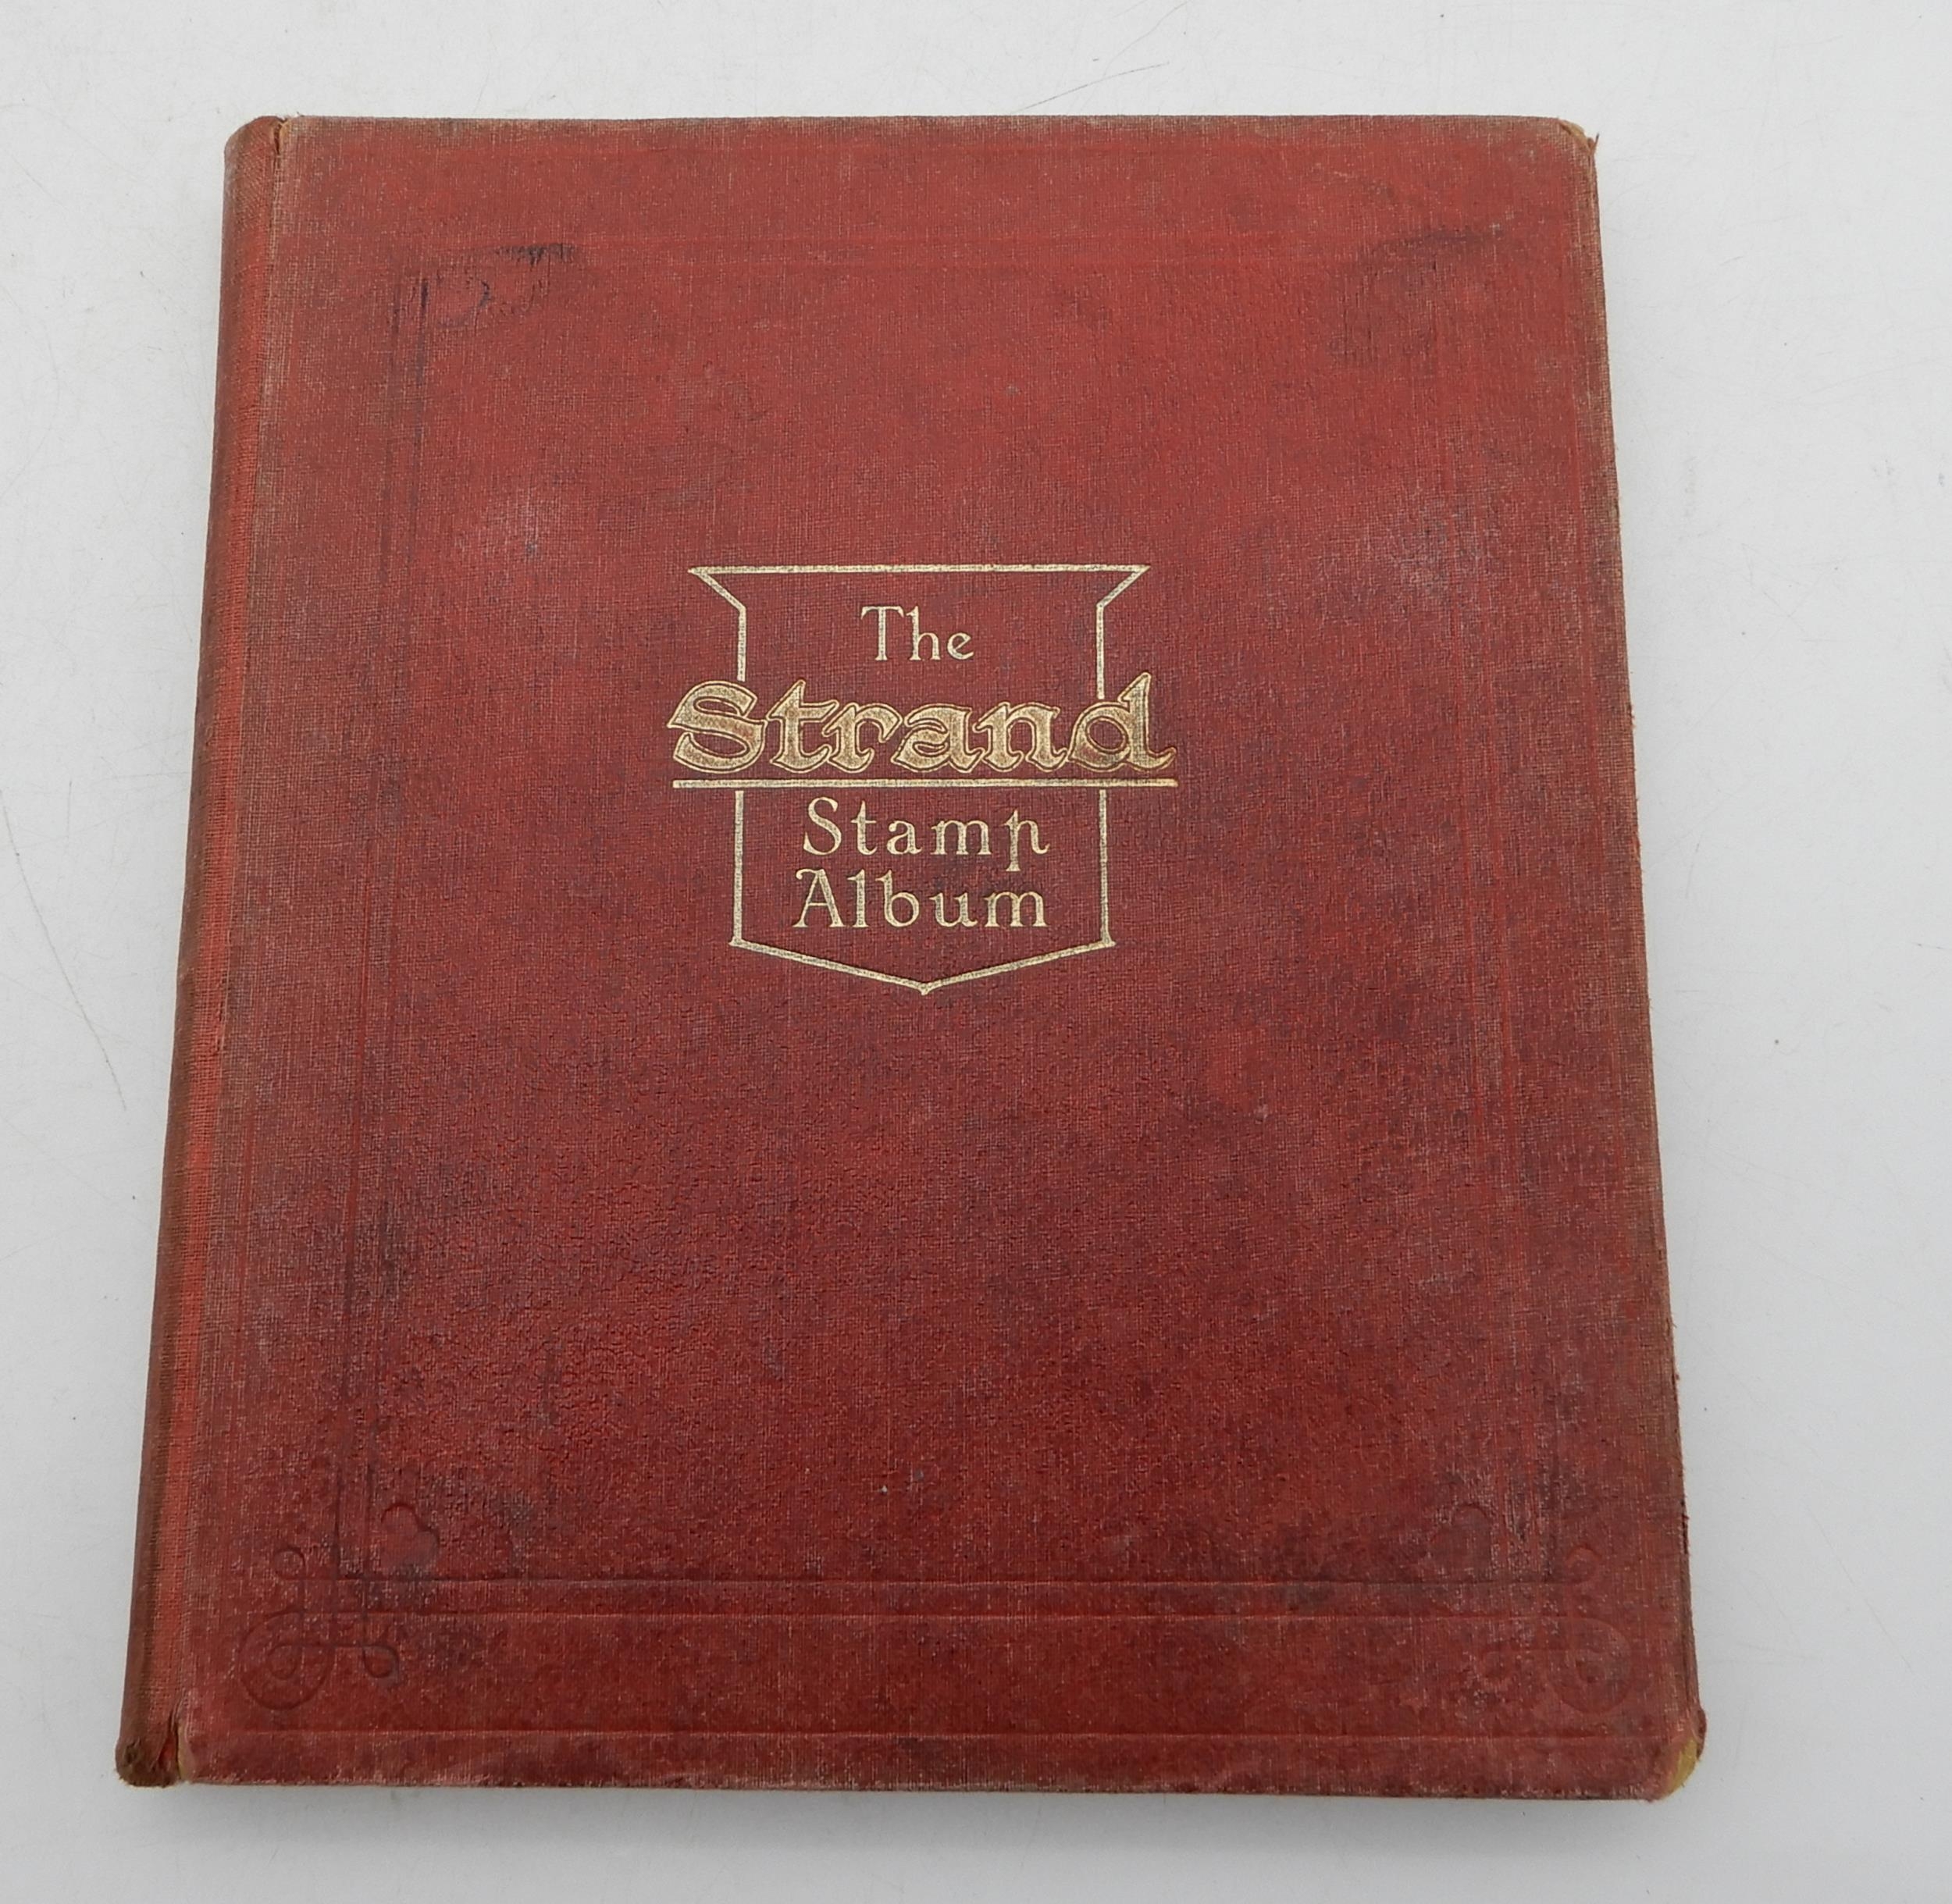 The
Strand
Stamp
Album